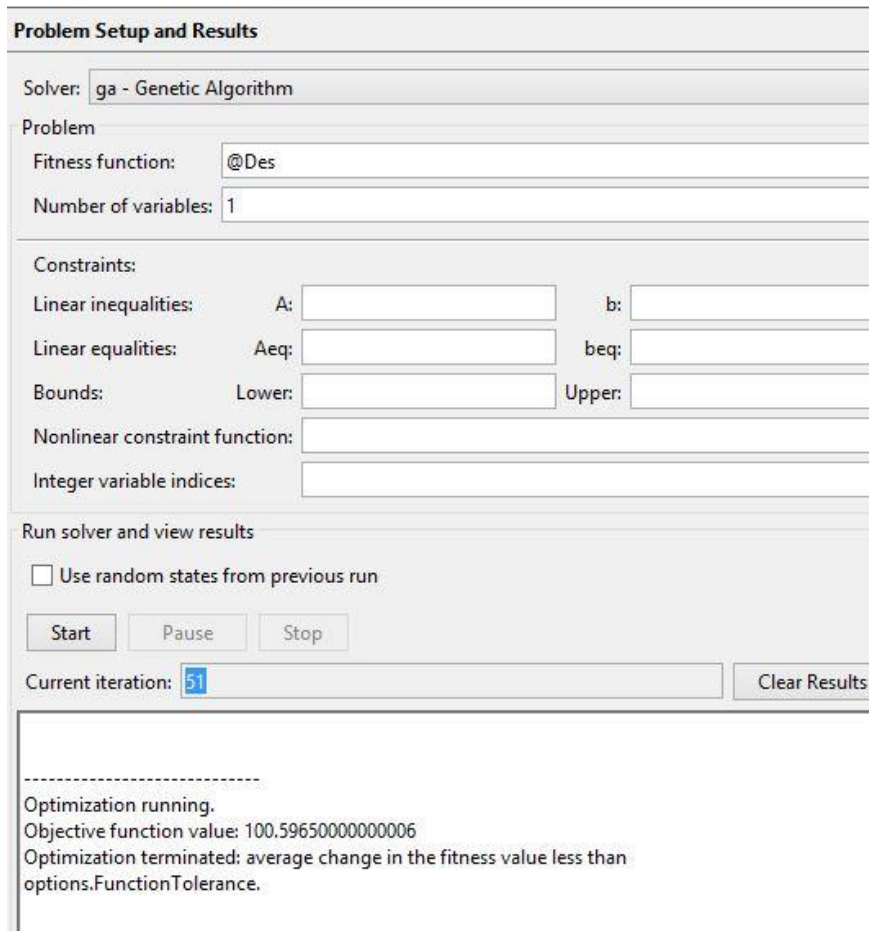 Problem Setup and Results
Solver: ga - Genetic Algorithm
Problem
Fitness function: @Des
Number of variables: 1
Constraints:
Linear inequalities: A: b:
Linear equalities: Aeq: beq:
Bounds: Lower: Upper:
Nonlinear constraint function:
Integer variable indices:
Run solver and view results
Use random states from previous run
Start Pause Stop
Current iteration: 51 Clear Results
-----------------------------
Optimization running.
Objective function value: 100.59650000000006
Optimization terminated: average change in the fitness value less than
options.FunctionTolerance.